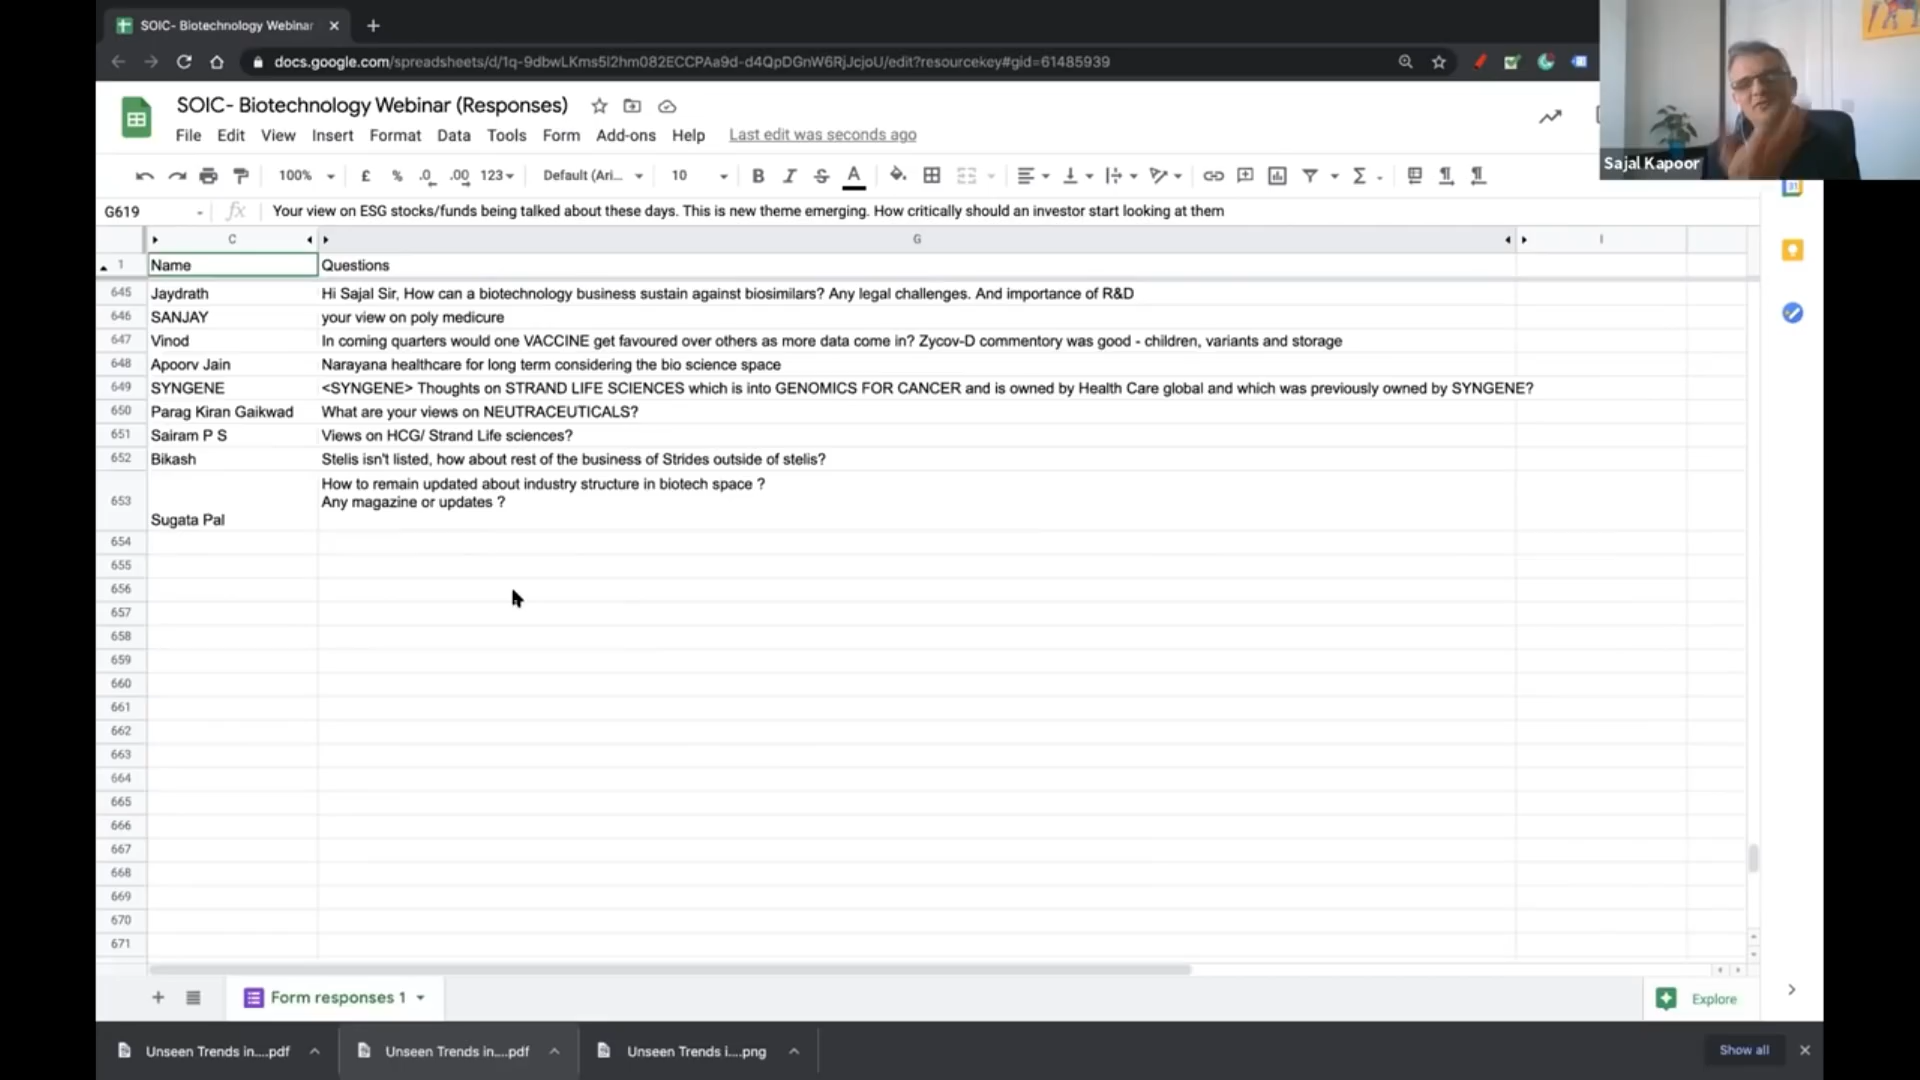 SOIC- Biotechnology Webinar
docs.google.com/spreadsheets/d/1q-9dbwLKms5l2hm082ECCPAa9d-d4QpDGnW6RjJcjoU/edit?resourcekey#gid=61485939
SOIC- Biotechnology Webinar (Responses)
File Edit View Insert Format Data Tools Form Add-ons Help Last edit was seconds ago
Sajal Kapoor
100% £ % .0 .00 123 Default (Ari... 10 B I S A
G619 fx Your view on ESG stocks/funds being talked about these days. This is new theme emerging. How critically should an investor start looking at them
C G I
1 Name Questions
645 Jaydrath Hi Sajal Sir, How can a biotechnology business sustain against biosimilars? Any legal challenges. And importance of R&D
646 SANJAY your view on poly medicure
647 Vinod In coming quarters would one VACCINE get favoured over others as more data come in? Zycov-D commentary was good - children, variants and storage
648 Apoorv Jain Narayana healthcare for long term considering the bio science space
649 SYNGENE <SYNGENE> Thoughts on STRAND LIFE SCIENCES which is into GENOMICS FOR CANCER and is owned by Health Care global and which was previously owned by SYNGENE?
650 Parag Kiran Gaikwad What are your views on NEUTRACEUTICALS?
651 Sairam P S Views on HCG/ Strand Life sciences?
652 Bikash Stelis isn't listed, how about rest of the business of Strides outside of stelis?
How to remain updated about industry structure in biotech space ?
653 Any magazine or updates ?
Sugata Pal
654
655
656
657
658
659
660
661
662
663
664
665
666
667
668
669
670
671
Form responses 1 Explore
Unseen Trends in....pdf Unseen Trends in....pdf Unseen Trends i....png Show all